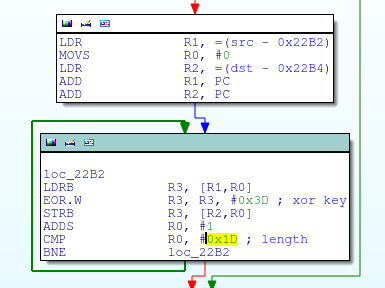 LDR R1, =(src - 0x22B2)
MOVS R0, #0
LDR R2, =(dst - 0x22B4)
ADD R1, PC
ADD R2, PC
loc_22B2
LDRB R3, [R1,R0]
EOR.W R3, R3, #0x3D ; xor key
STRB R3, [R2,R0]
ADDS R0, #1
CMP R0, #0x1D ; length
BNE loc_22B2